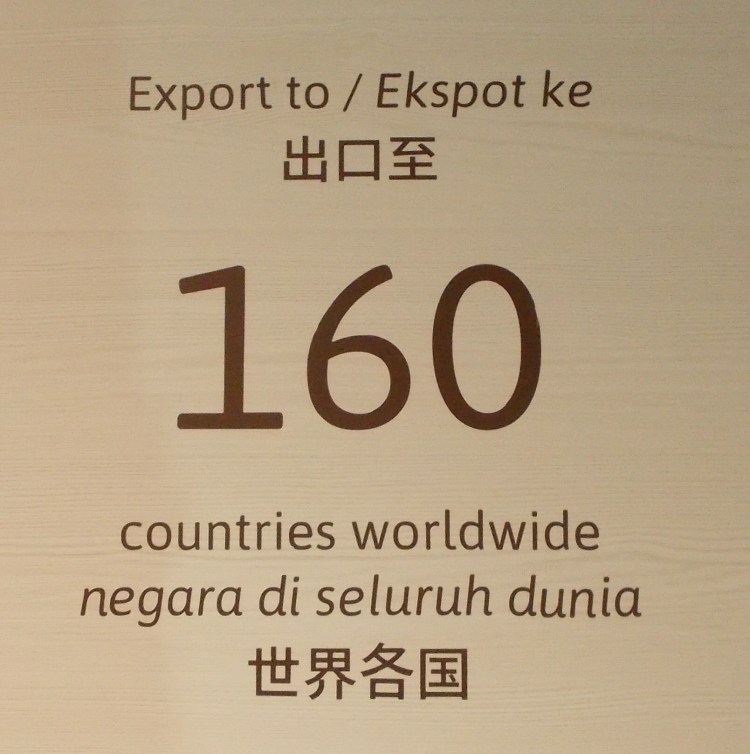 Export to / Ekspot ke
出口至
160
countries worldwide
negara di seluruh dunia
世界各国